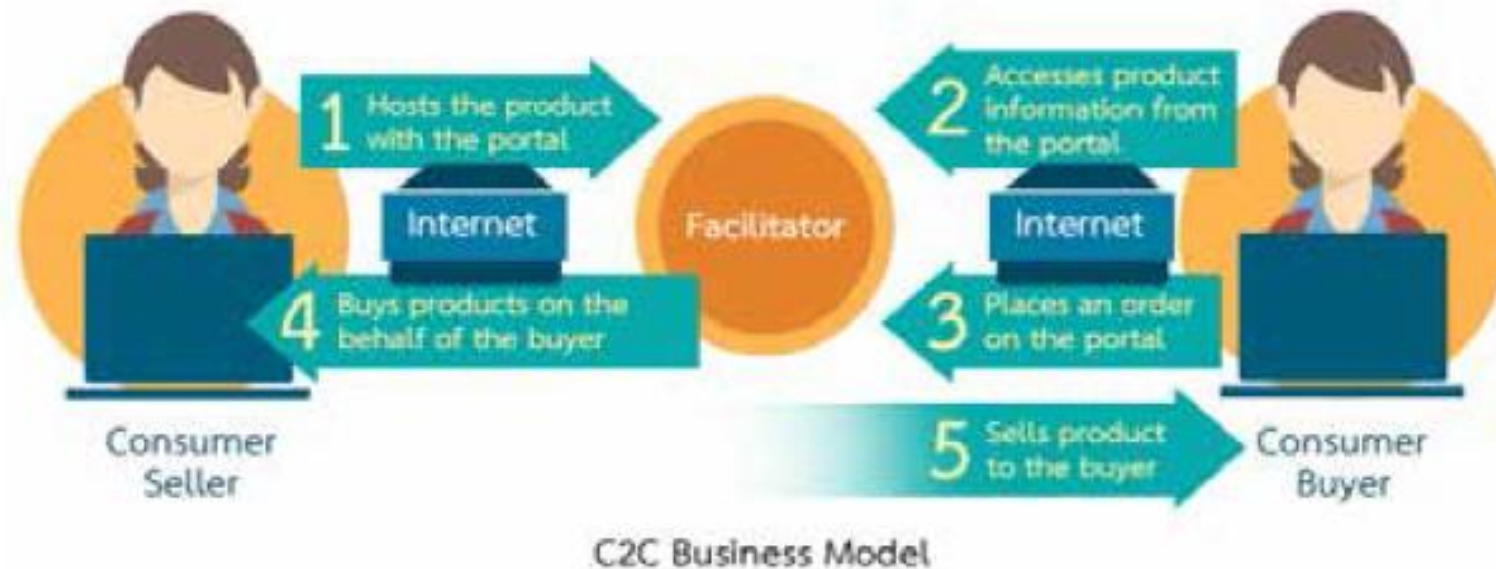 1 Hosts the product
with the portal
2 Accesses product
information from
the portal
Internet
Facilitator
Internet
4 Buys products on the
behalf of the buyer
3 Places an order
on the portal
5 Sells product
to the buyer
Consumer
Seller
Consumer
Buyer
C2C Business Model